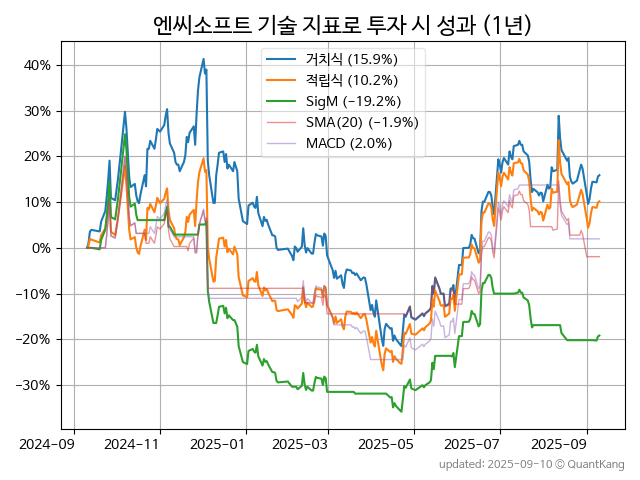 엔씨소프트 기술 지표로 투자 시 성과 (1년)
거치식 (15.9%)
적립식 (10.2%)
SigM (−19.2%)
SMA(20) (−1.9%)
MACD (2.0%)
40%
30%
20%
10%
0%
−10%
−20%
−30%
2024-09 2024-11 2025-01 2025-03 2025-05 2025-07 2025-09
updated: 2025-09-10 © QuantKang